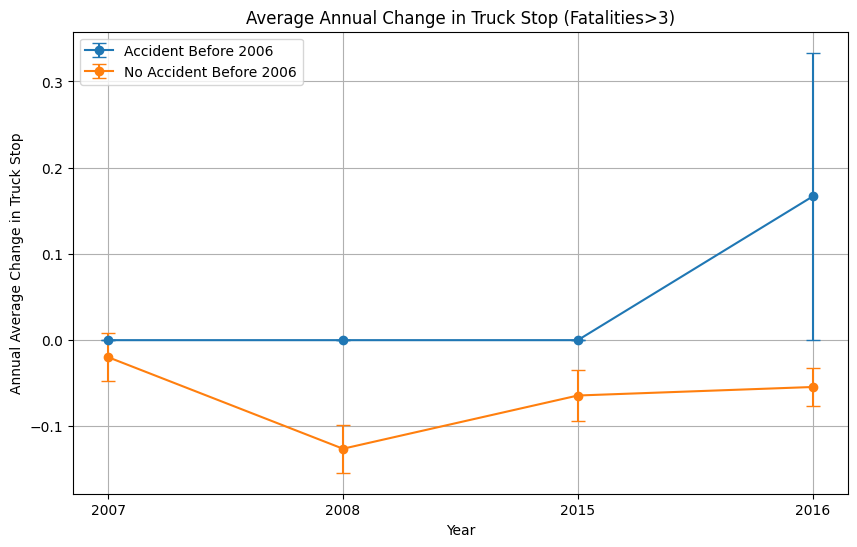 Average Annual Change in Truck Stop (Fatalities>3)
Accident Before 2006
No Accident Before 2006
Annual Average Change in Truck Stop
0.3
0.2
0.1
0.0
−0.1
2007
2008
2015
2016
Year